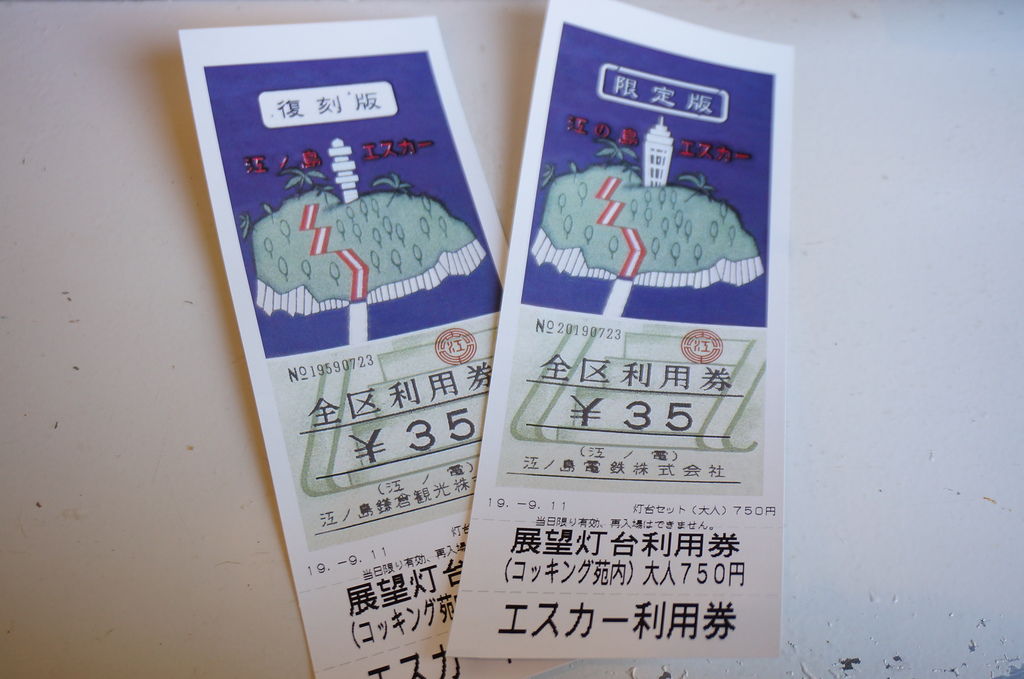 復刻版
江ノ島 エスカー
江
№19590723
全区利用券
¥35
(江ノ電)
江ノ島鎌倉観光株
19.-9.11
灯台
当日限り有効、再入場
展望灯台
(コッキング苑
エスカ
限定版
江の島 エスカー
江
№20190723
全区利用券
¥35
(江ノ電)
江ノ島電鉄株式会社
19.-9.11 灯台セット(大人)750円
当日限り有効、再入場はできません。
展望灯台利用券
(コッキング苑内)大人750円
エスカー利用券